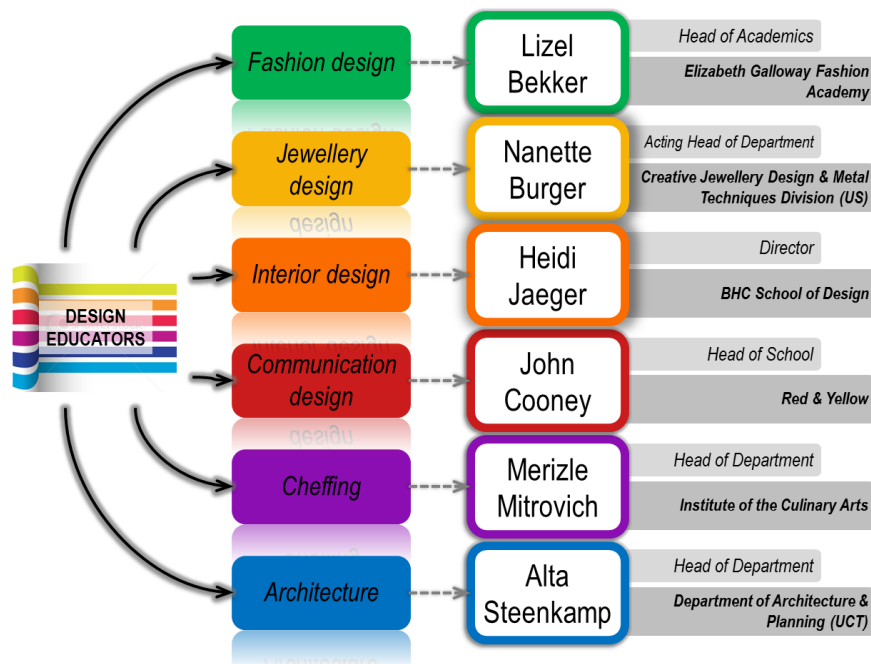 DESIGN
EDUCATORS
Fashion design
Lizel
Bekker
Head of Academics
Elizabeth Galloway Fashion
Academy
Jewellery
design
Nanette
Burger
Acting Head of Department
Creative Jewellery Design & Metal
Techniques Division (US)
Interior design
Heidi
Jaeger
Director
BHC School of Design
Communication
design
John
Cooney
Head of School
Red & Yellow
Cheffing
Merizle
Mitrovich
Head of Department
Institute of the Culinary Arts
Architecture
Alta
Steenkamp
Head of Department
Department of Architecture &
Planning (UCT)